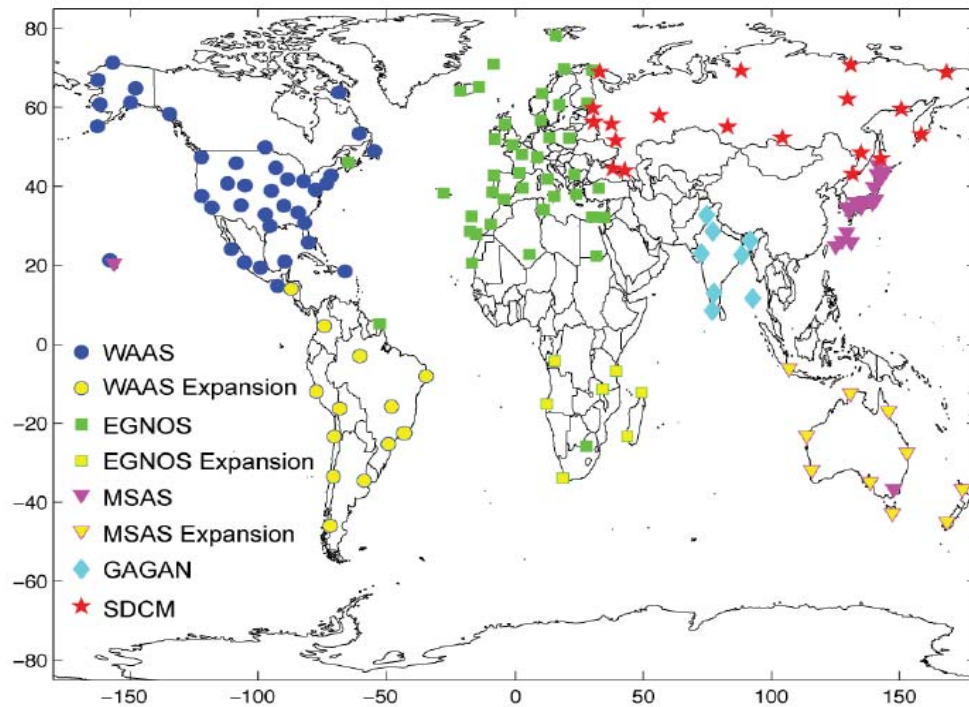 80
60
40
20
0
−20
−40
−60
−80
WAAS
WAAS Expansion
EGNOS
EGNOS Expansion
MSAS
MSAS Expansion
GAGAN
SDCM
−150 −100 −50 0 50 100 150